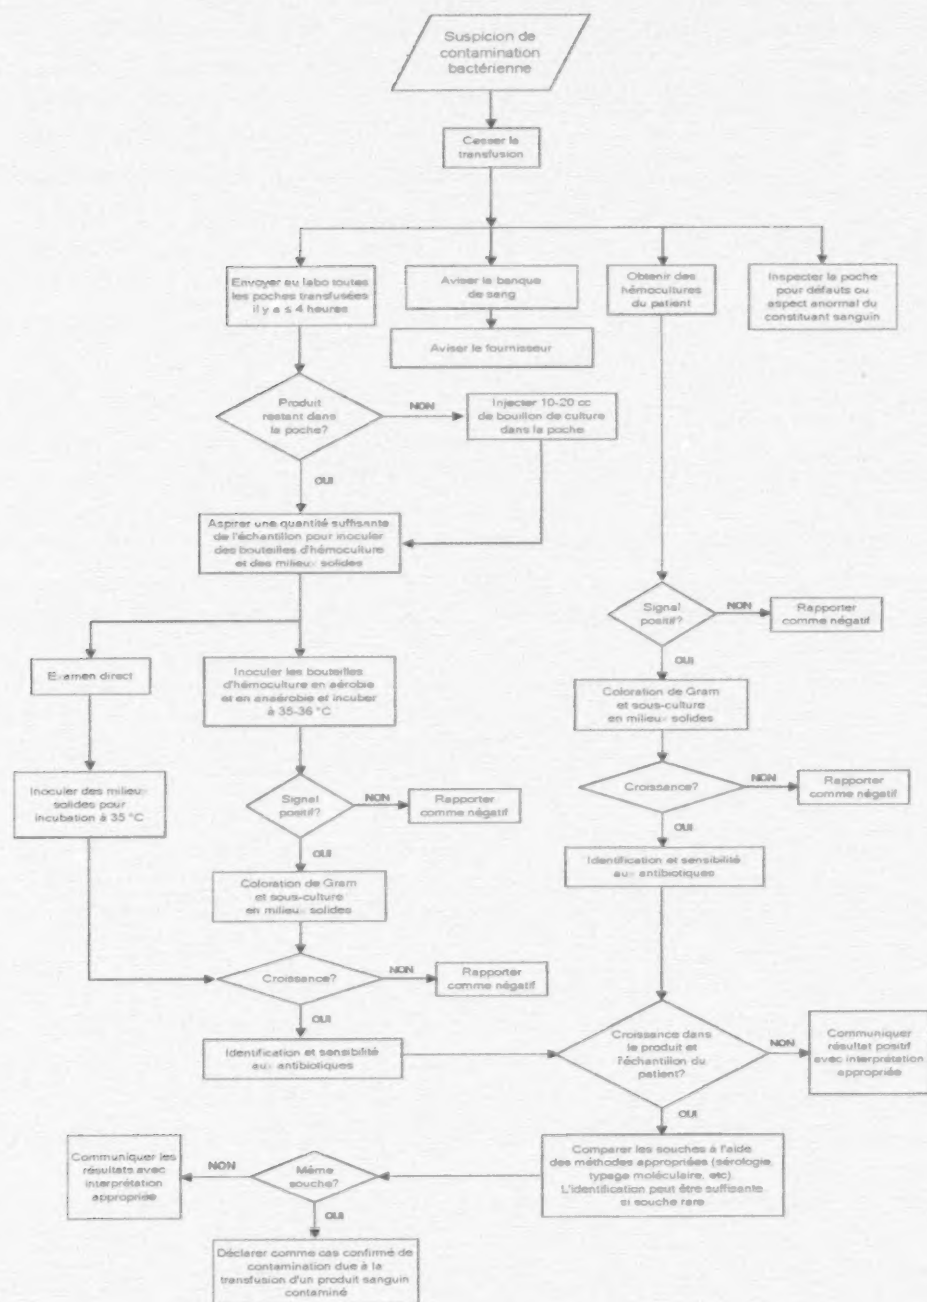 Suspicion de
contamination
bactérienne
Cesser la
transfusion
Envoyer au labo toutes
les poches transfusées
il y a ≤ 4 heures
Aviser la banque
de sang
Obtenir des
hémocultures
du patient
Inspecter la poche
pour défauts ou
aspect anormal du
constituant sanguin
Aviser le fournisseur
Produit
restant dans
la poche?
NON
Injecter 10-20 cc
de bouillon de culture
dans la poche
OUI
Aspirer une quantité suffisante
de l'échantillon pour inoculer
des bouteilles d'hémoculture
et des milieux solides
Signal
positif?
NON
Rapporter
comme négatif
OUI
Examen direct
Inoculer les bouteilles
d'hémoculture en aérobie
et en anaérobie et incuber
à 35-36 °C
Coloration de Gram
et sous-culture
en milieux solides
Inoculer des milieux
solides pour
incubation à 35 °C
Signal
positif?
NON
Rapporter
comme négatif
OUI
Croissance?
NON
Rapporter
comme négatif
OUI
Identification et sensibilité
aux antibiotiques
Coloration de Gram
et sous-culture
en milieux solides
Croissance?
NON
Rapporter
comme négatif
OUI
Identification et sensibilité
aux antibiotiques
Croissance dans
le produit et
l'échantillon du
patient?
NON
Communiquer
résultat positif
avec interprétation
appropriée
OUI
Comparer les souches à l'aide
des méthodes appropriées (sérologie,
typage moléculaire, etc).
L'identification peut être suffisante
si souche rare
Même
souche?
NON
Communiquer les
résultats avec
interprétation
appropriée
OUI
Déclarer comme cas confirmé de
contamination due à la
transfusion d'un produit sanguin
contaminé